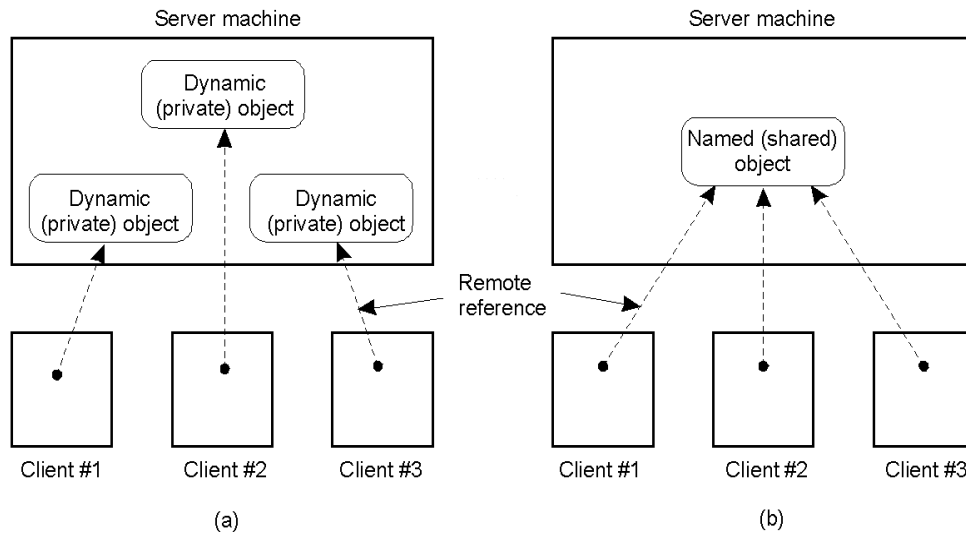 Server machine
Dynamic
(private) object
Dynamic
(private) object
Dynamic
(private) object
Client #1
Client #2
Client #3
(a)
Remote
reference
Server machine
Named (shared)
object
Client #1
Client #2
Client #3
(b)